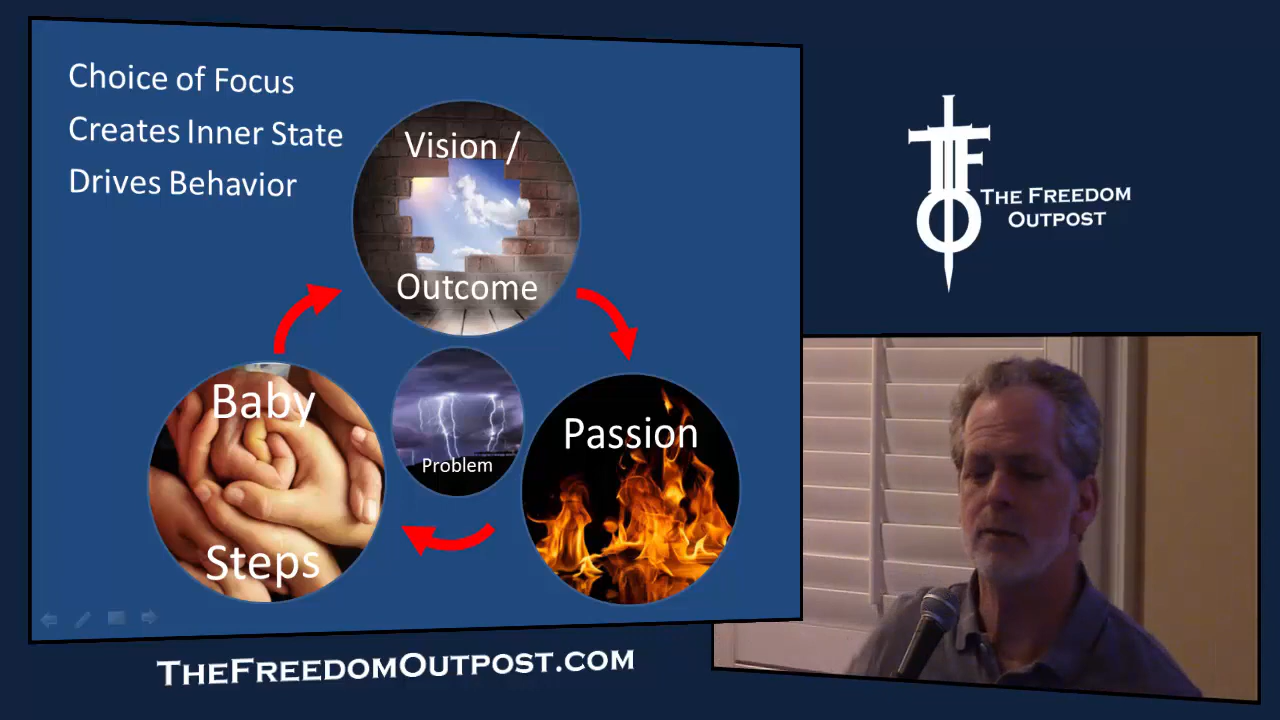 Choice of Focus
Creates Inner State
Drives Behavior
Vision /
Outcome
Baby
Steps
Problem
Passion
TFO
THE FREEDOM
OUTPOST
THEFREEDOMOUTPOST.COM